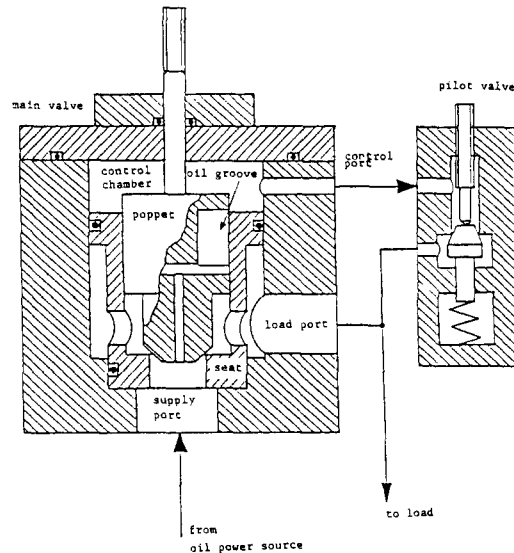 pilot valve
main valve
control
chamber
oil groove
control
port
poppet
load port
seat
supply
port
to load
from
oil power source